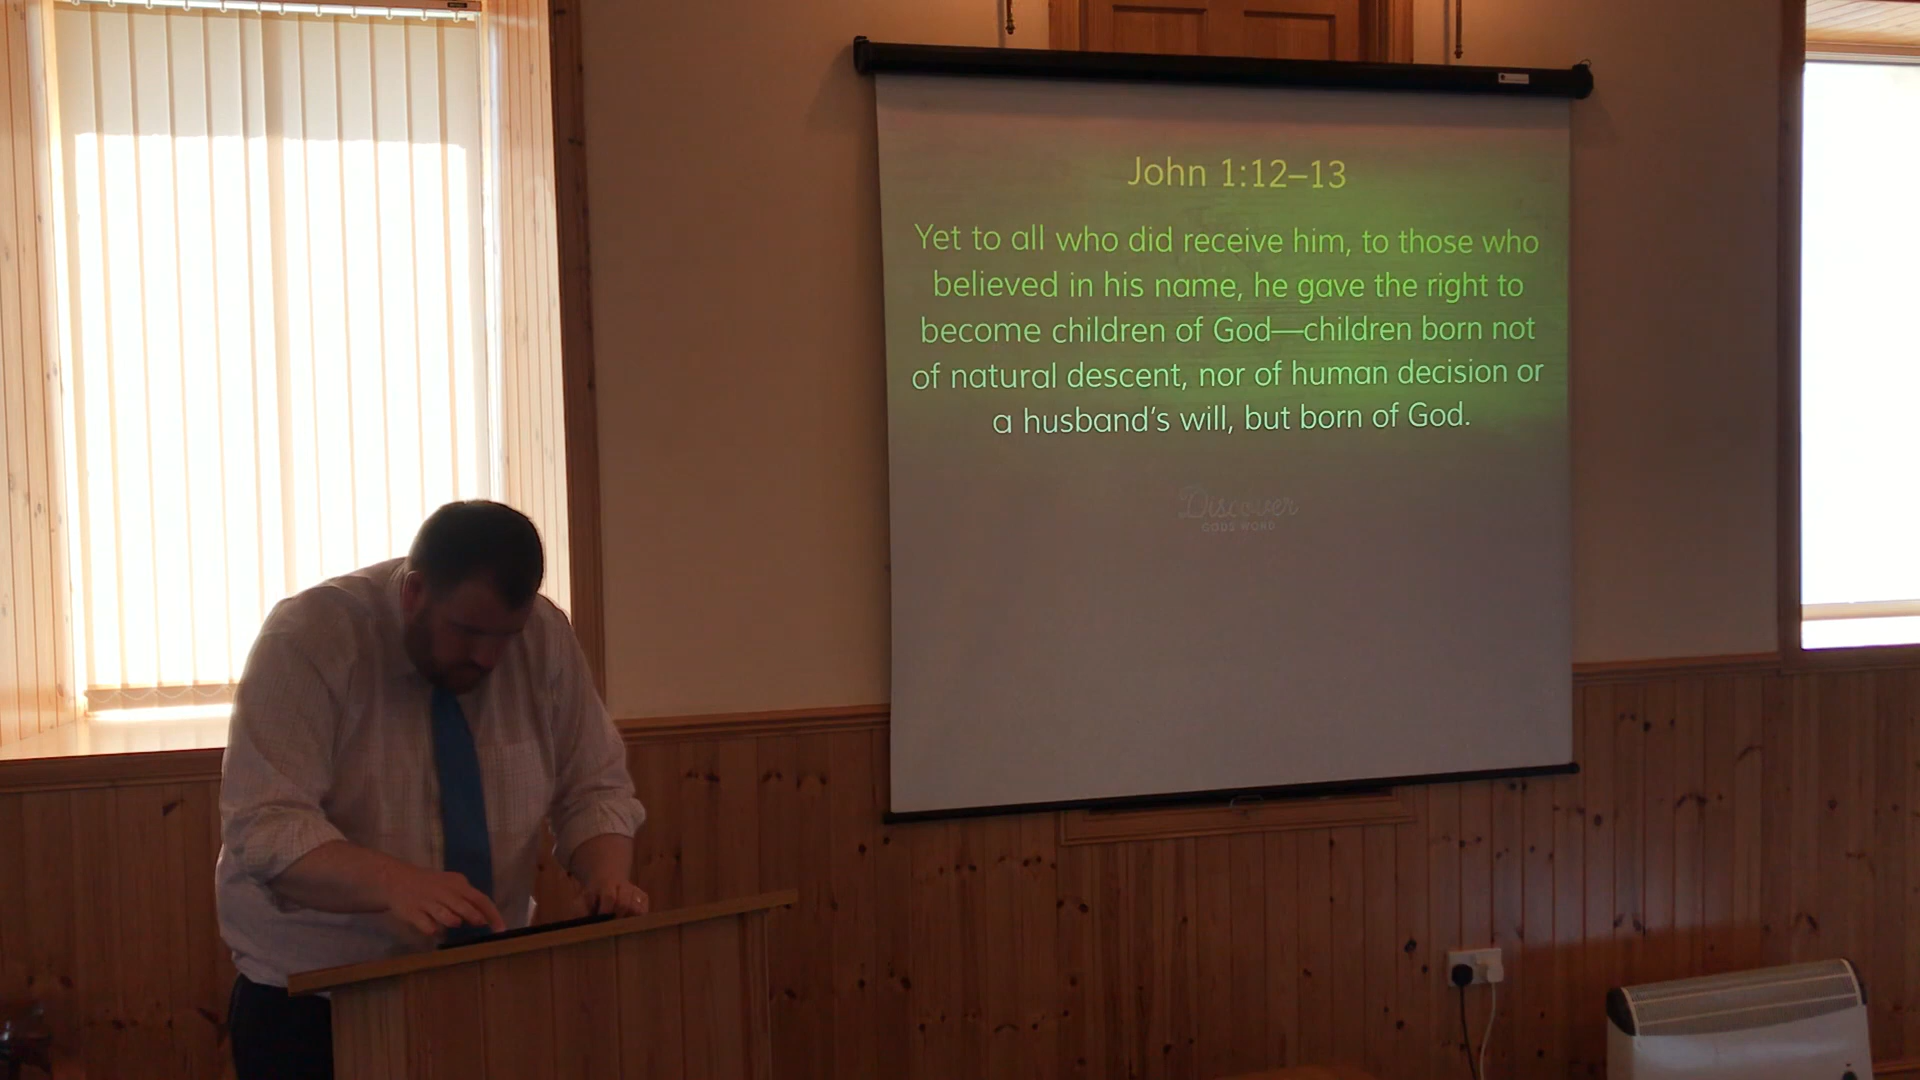 John 1:12–13
Yet to all who did receive him, to those who
believed in his name, he gave the right to
become children of God—children born not
of natural descent, nor of human decision or
a husband's will, but born of God.
Discover
GODS WORD